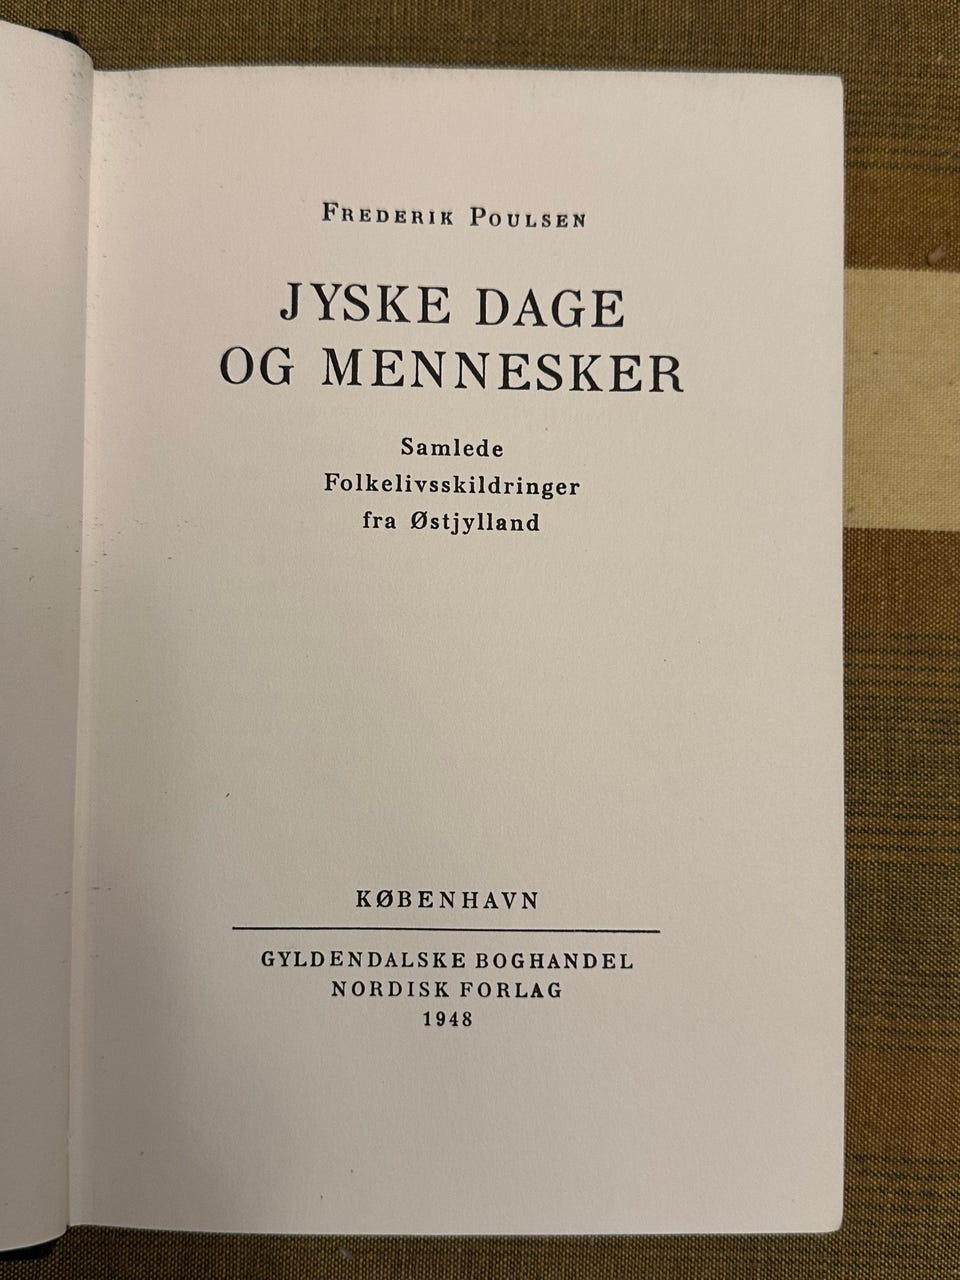 FREDERIK POULSEN
JYSKE DAGE
OG MENNESKER
Samlede
Folkelivsskildringer
fra Østjylland
KØBENHAVN
GYLDENDALSKE BOGHANDEL
NORDISK FORLAG
1948